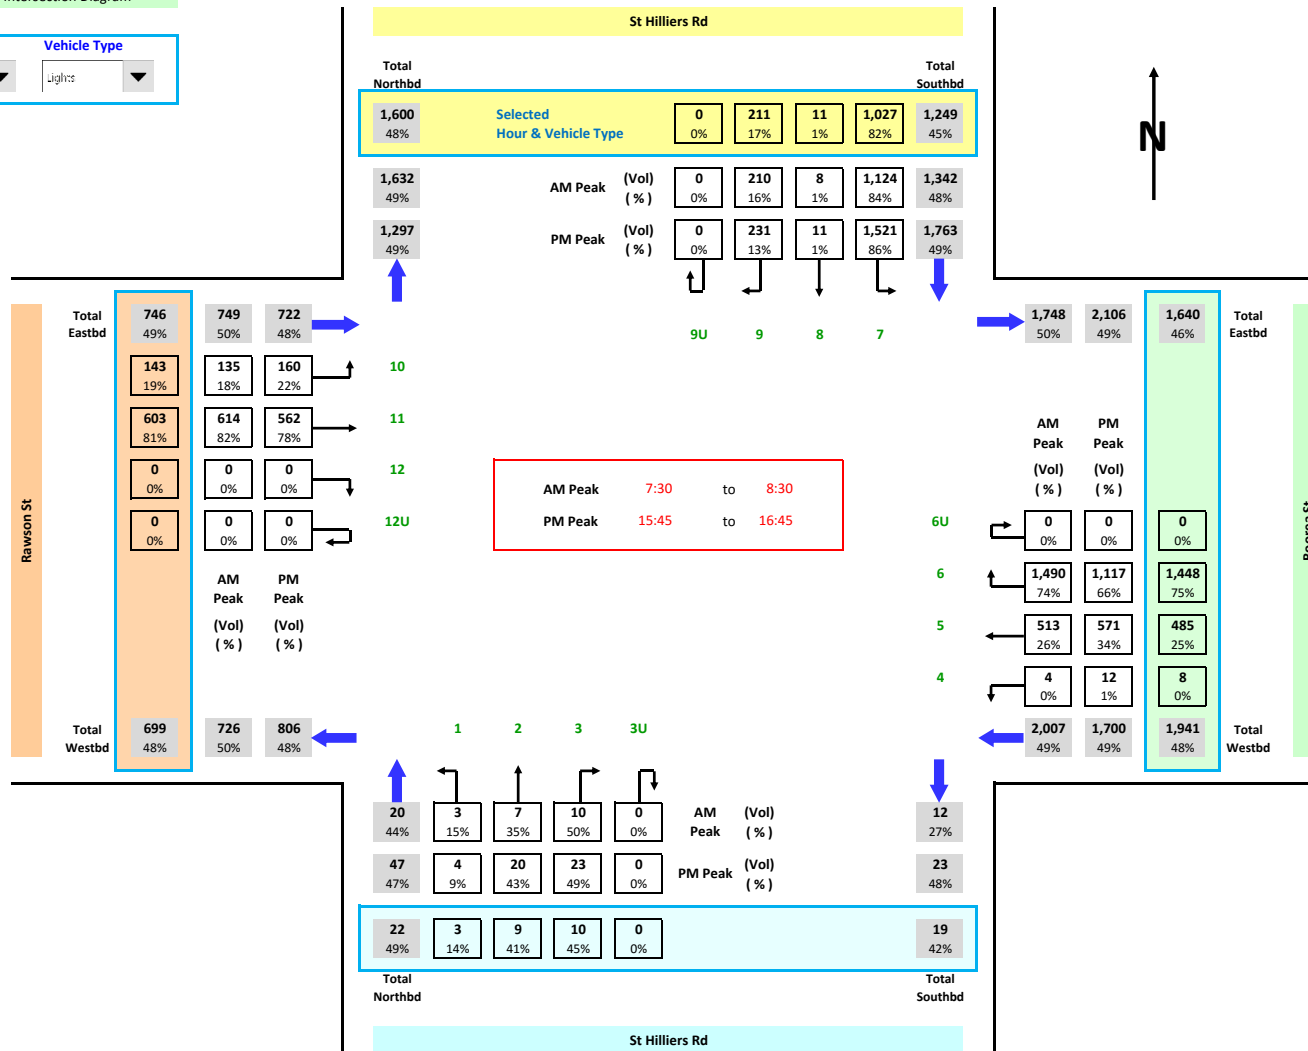 Intersection Diagram
St Hilliers Rd
Vehicle Type
Lights
Total
Northbd
Total
Southbd
1,600
48%
Selected
Hour & Vehicle Type
0
0%
211
17%
11
1%
1,027
82%
1,249
45%
N
1,632
49%
AM Peak
(Vol)
( % )
0
0%
210
16%
8
1%
1,124
84%
1,342
48%
1,297
49%
PM Peak
(Vol)
( % )
0
0%
231
13%
11
1%
1,521
86%
1,763
49%
9U 9 8 7
Total
Eastbd
746
49%
749
50%
722
48%
1,748
50%
2,106
49%
1,640
46%
Total
Eastbd
143
19%
135
18%
160
22%
10
603
81%
614
82%
562
78%
11
0
0%
0
0%
0
0%
12
0
0%
0
0%
0
0%
12U
Rawson St
AM
Peak
(Vol)
( % )
PM
Peak
(Vol)
( % )
AM Peak 7:30 to 8:30
PM Peak 15:45 to 16:45
AM
Peak
(Vol)
( % )
PM
Peak
(Vol)
( % )
6U
0
0%
0
0%
0
0%
6
1,490
74%
1,117
66%
1,448
75%
5
513
26%
571
34%
485
25%
4
4
0%
12
1%
8
0%
Total
Westbd
699
48%
726
50%
806
48%
2,007
49%
1,700
49%
1,941
48%
Total
Westbd
1 2 3 3U
20
44%
3
15%
7
35%
10
50%
0
0%
AM
Peak
(Vol)
( % )
12
27%
47
47%
4
9%
20
43%
23
49%
0
0%
PM Peak
(Vol)
( % )
23
48%
22
49%
3
14%
9
41%
10
45%
0
0%
19
42%
Total
Northbd
Total
Southbd
St Hilliers Rd